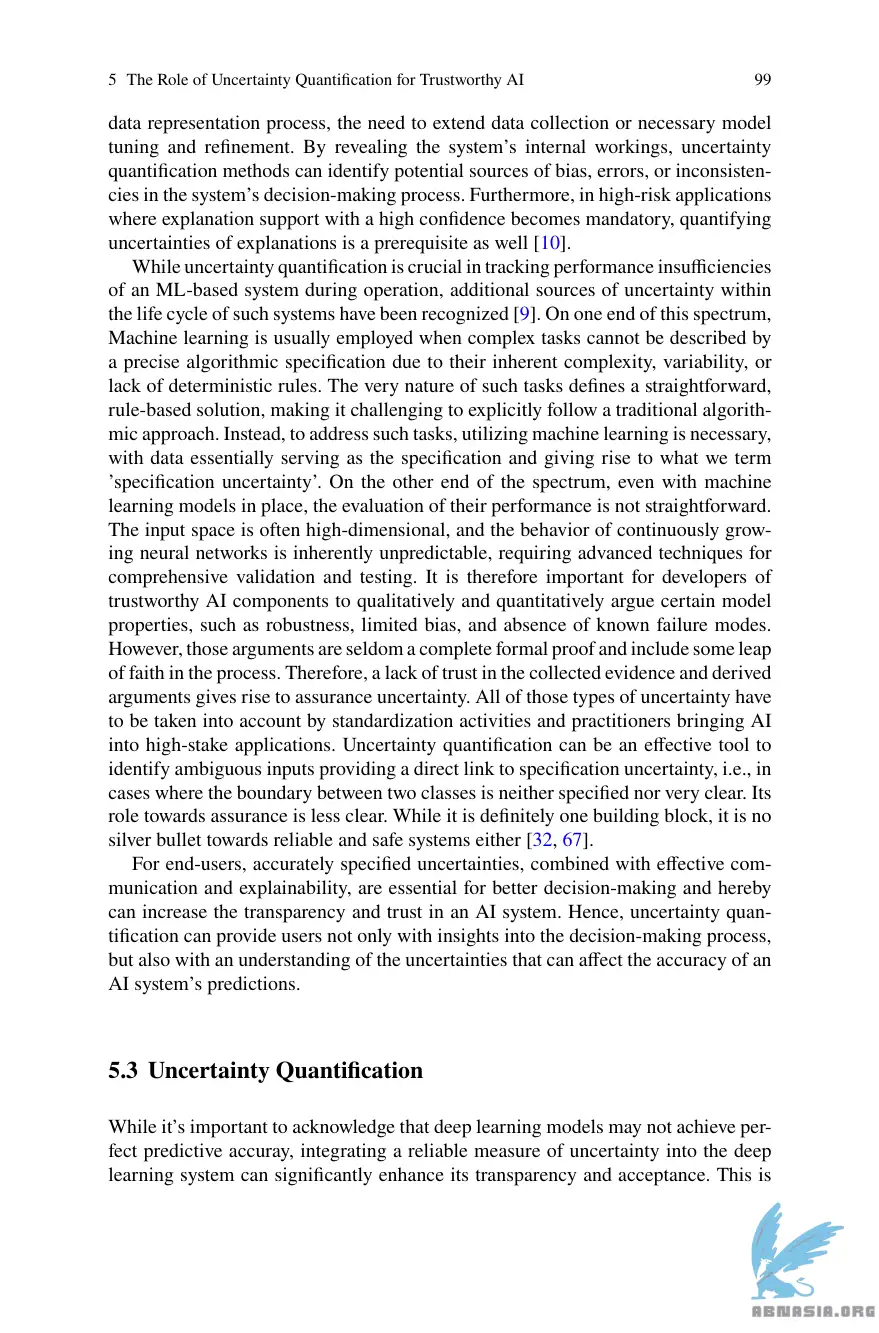 5 The Role of Uncertainty Quantification for Trustworthy AI 99
data representation process, the need to extend data collection or necessary model
tuning and refinement. By revealing the system's internal workings, uncertainty
quantification methods can identify potential sources of bias, errors, or inconsisten-
cies in the system's decision-making process. Furthermore, in high-risk applications
where explanation support with a high confidence becomes mandatory, quantifying
uncertainties of explanations is a prerequisite as well [10].
While uncertainty quantification is crucial in tracking performance insufficiencies
of an ML-based system during operation, additional sources of uncertainty within
the life cycle of such systems have been recognized [9]. On one end of this spectrum,
Machine learning is usually employed when complex tasks cannot be described by
a precise algorithmic specification due to their inherent complexity, variability, or
lack of deterministic rules. The very nature of such tasks defines a straightforward,
rule-based solution, making it challenging to explicitly follow a traditional algorith-
mic approach. Instead, to address such tasks, utilizing machine learning is necessary,
with data essentially serving as the specification and giving rise to what we term
'specification uncertainty'. On the other end of the spectrum, even with machine
learning models in place, the evaluation of their performance is not straightforward.
The input space is often high-dimensional, and the behavior of continuously grow-
ing neural networks is inherently unpredictable, requiring advanced techniques for
comprehensive validation and testing. It is therefore important for developers of
trustworthy AI components to qualitatively and quantitatively argue certain model
properties, such as robustness, limited bias, and absence of known failure modes.
However, those arguments are seldom a complete formal proof and include some leap
of faith in the process. Therefore, a lack of trust in the collected evidence and derived
arguments gives rise to assurance uncertainty. All of those types of uncertainty have
to be taken into account by standardization activities and practitioners bringing AI
into high-stake applications. Uncertainty quantification can be an effective tool to
identify ambiguous inputs providing a direct link to specification uncertainty, i.e., in
cases where the boundary between two classes is neither specified nor very clear. Its
role towards assurance is less clear. While it is definitely one building block, it is no
silver bullet towards reliable and safe systems either [32, 67].
For end-users, accurately specified uncertainties, combined with effective com-
munication and explainability, are essential for better decision-making and hereby
can increase the transparency and trust in an AI system. Hence, uncertainty quan-
tification can provide users not only with insights into the decision-making process,
but also with an understanding of the uncertainties that can affect the accuracy of an
AI system's predictions.
5.3 Uncertainty Quantification
While it's important to acknowledge that deep learning models may not achieve per-
fect predictive accuray, integrating a reliable measure of uncertainty into the deep
learning system can significantly enhance its transparency and acceptance. This is
ABNASIA.ORG